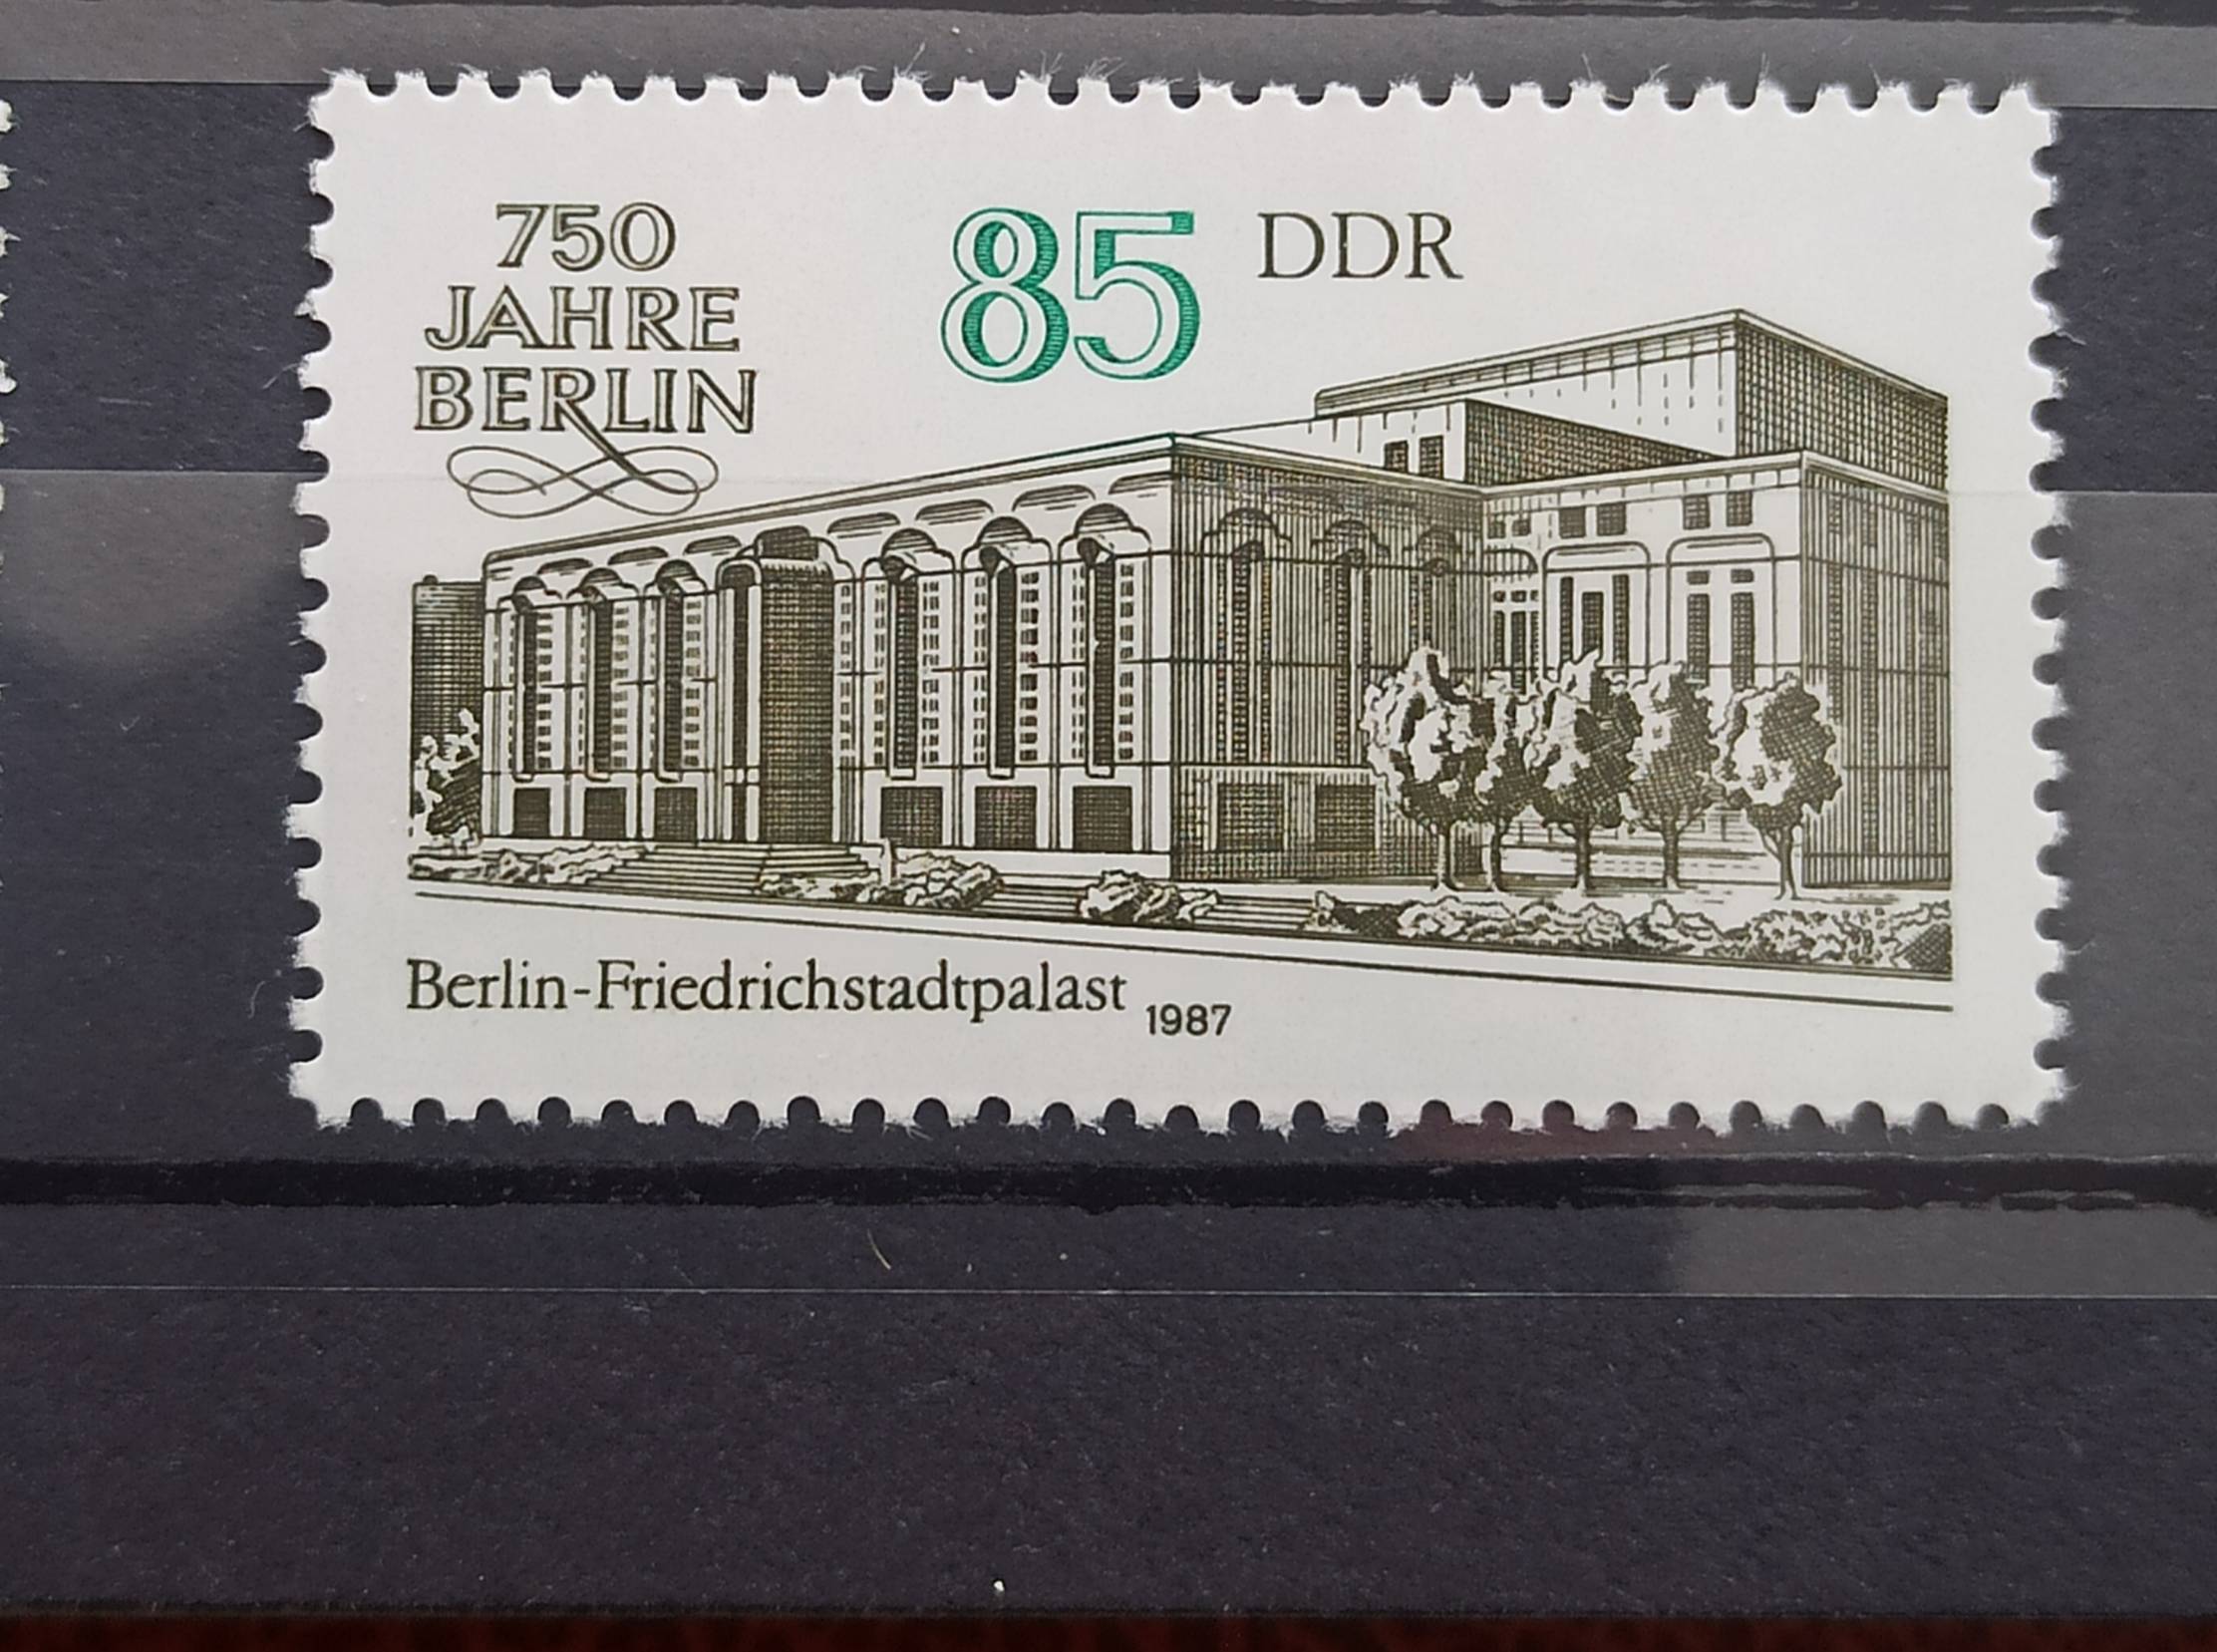 750
JAHRE
BERLIN
85 DDR
Berlin-Friedrichstadtpalast 1987